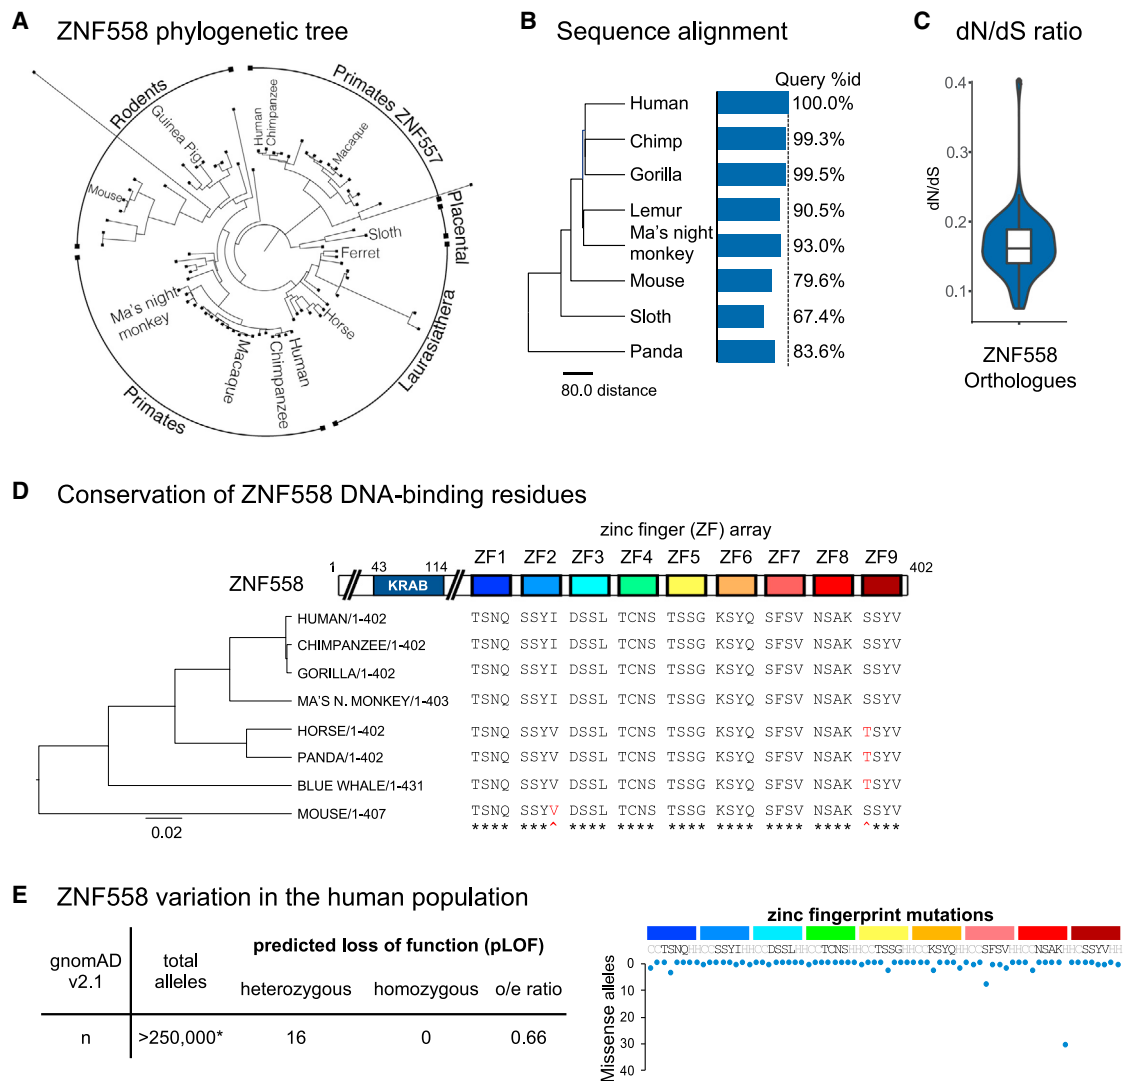 A ZNF558 phylogenetic tree
Rodents
Primates ZNF557
Placental
Laurasiathera
Primates
Guinea Pig
Human
Chimpanzee
Macaque
Mouse
Sloth
Ferret
Horse
Human
Chimpanzee
Macaque
Ma's night
monkey
B Sequence alignment
Query %id
Human 100.0%
Chimp 99.3%
Gorilla 99.5%
Lemur 90.5%
Ma's night
monkey 93.0%
Mouse 79.6%
Sloth 67.4%
Panda 83.6%
80.0 distance
C dN/dS ratio
0.4
0.3
0.2
0.1
dN/dS
ZNF558
Orthologues
D Conservation of ZNF558 DNA-binding residues
zinc finger (ZF) array
ZF1 ZF2 ZF3 ZF4 ZF5 ZF6 ZF7 ZF8 ZF9
1 43 114 402
ZNF558 KRAB
HUMAN/1-402 TSNQ SSYI DSSL TCNS TSSG KSYQ SFSV NSAK SSYV
CHIMPANZEE/1-402 TSNQ SSYI DSSL TCNS TSSG KSYQ SFSV NSAK SSYV
GORILLA/1-402 TSNQ SSYI DSSL TCNS TSSG KSYQ SFSV NSAK SSYV
MA'S N. MONKEY/1-403 TSNQ SSYI DSSL TCNS TSSG KSYQ SFSV NSAK SSYV
HORSE/1-402 TSNQ SSYV DSSL TCNS TSSG KSYQ SFSV NSAK TSYV
PANDA/1-402 TSNQ SSYV DSSL TCNS TSSG KSYQ SFSV NSAK TSYV
BLUE WHALE/1-431 TSNQ SSYV DSSL TCNS TSSG KSYQ SFSV NSAK TSYV
MOUSE/1-407 TSNQ SSYV DSSL TCNS TSSG KSYQ SFSV NSAK SSYV
**** ***^ **** **** **** **** **** **** ^***
0.02
E ZNF558 variation in the human population
gnomAD
v2.1
total
alleles
predicted loss of function (pLOF)
heterozygous homozygous o/e ratio
n >250,000* 16 0 0.66
zinc fingerprint mutations
CCTSNQHHCCSSYIHHCCDSSLHHCCTCNSHHCCTSSGHHCCKSYQHHCCSFSVHHCCNSAKHHCCSSYVHH
Missense alleles
0
10
20
30
40